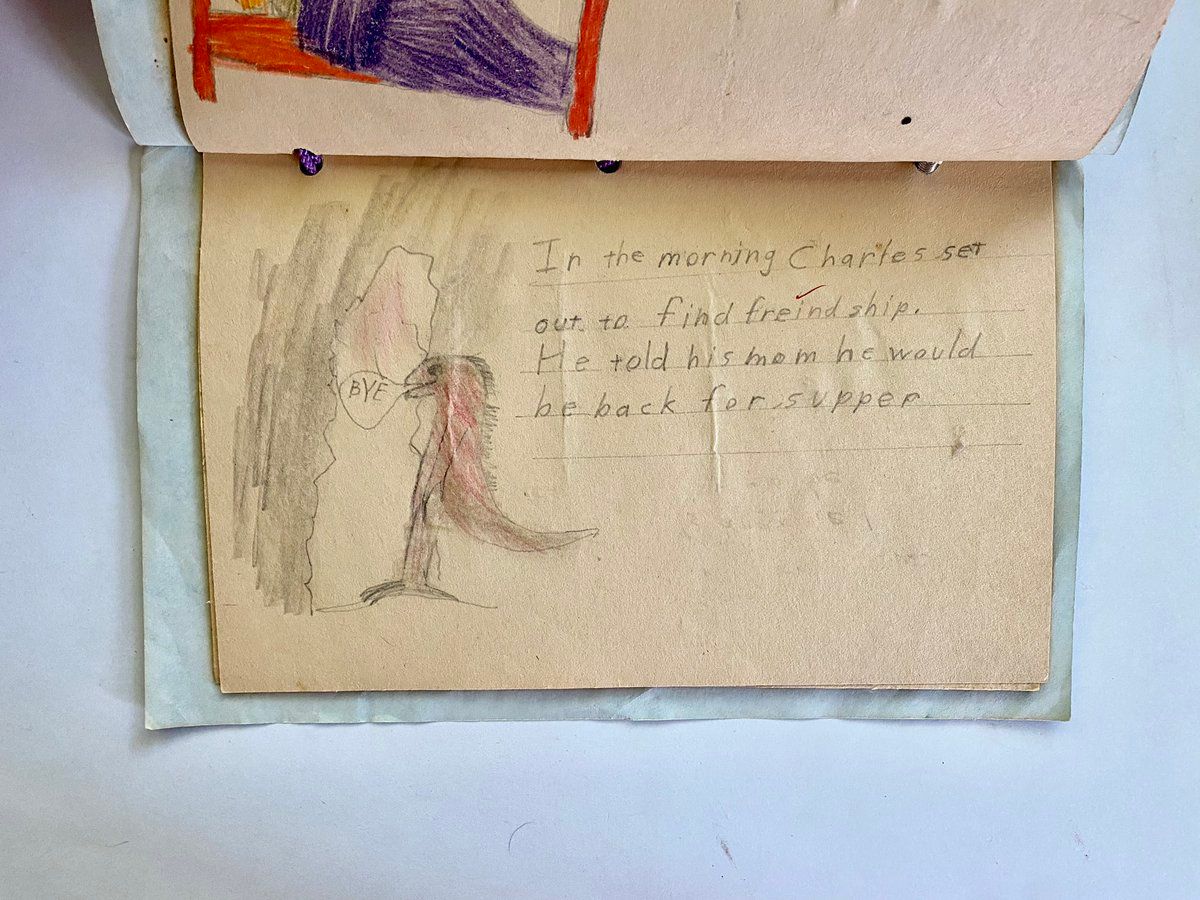 BYE
In the morning Charles set
out to find freindship.
He told his mom he would
be back for supper